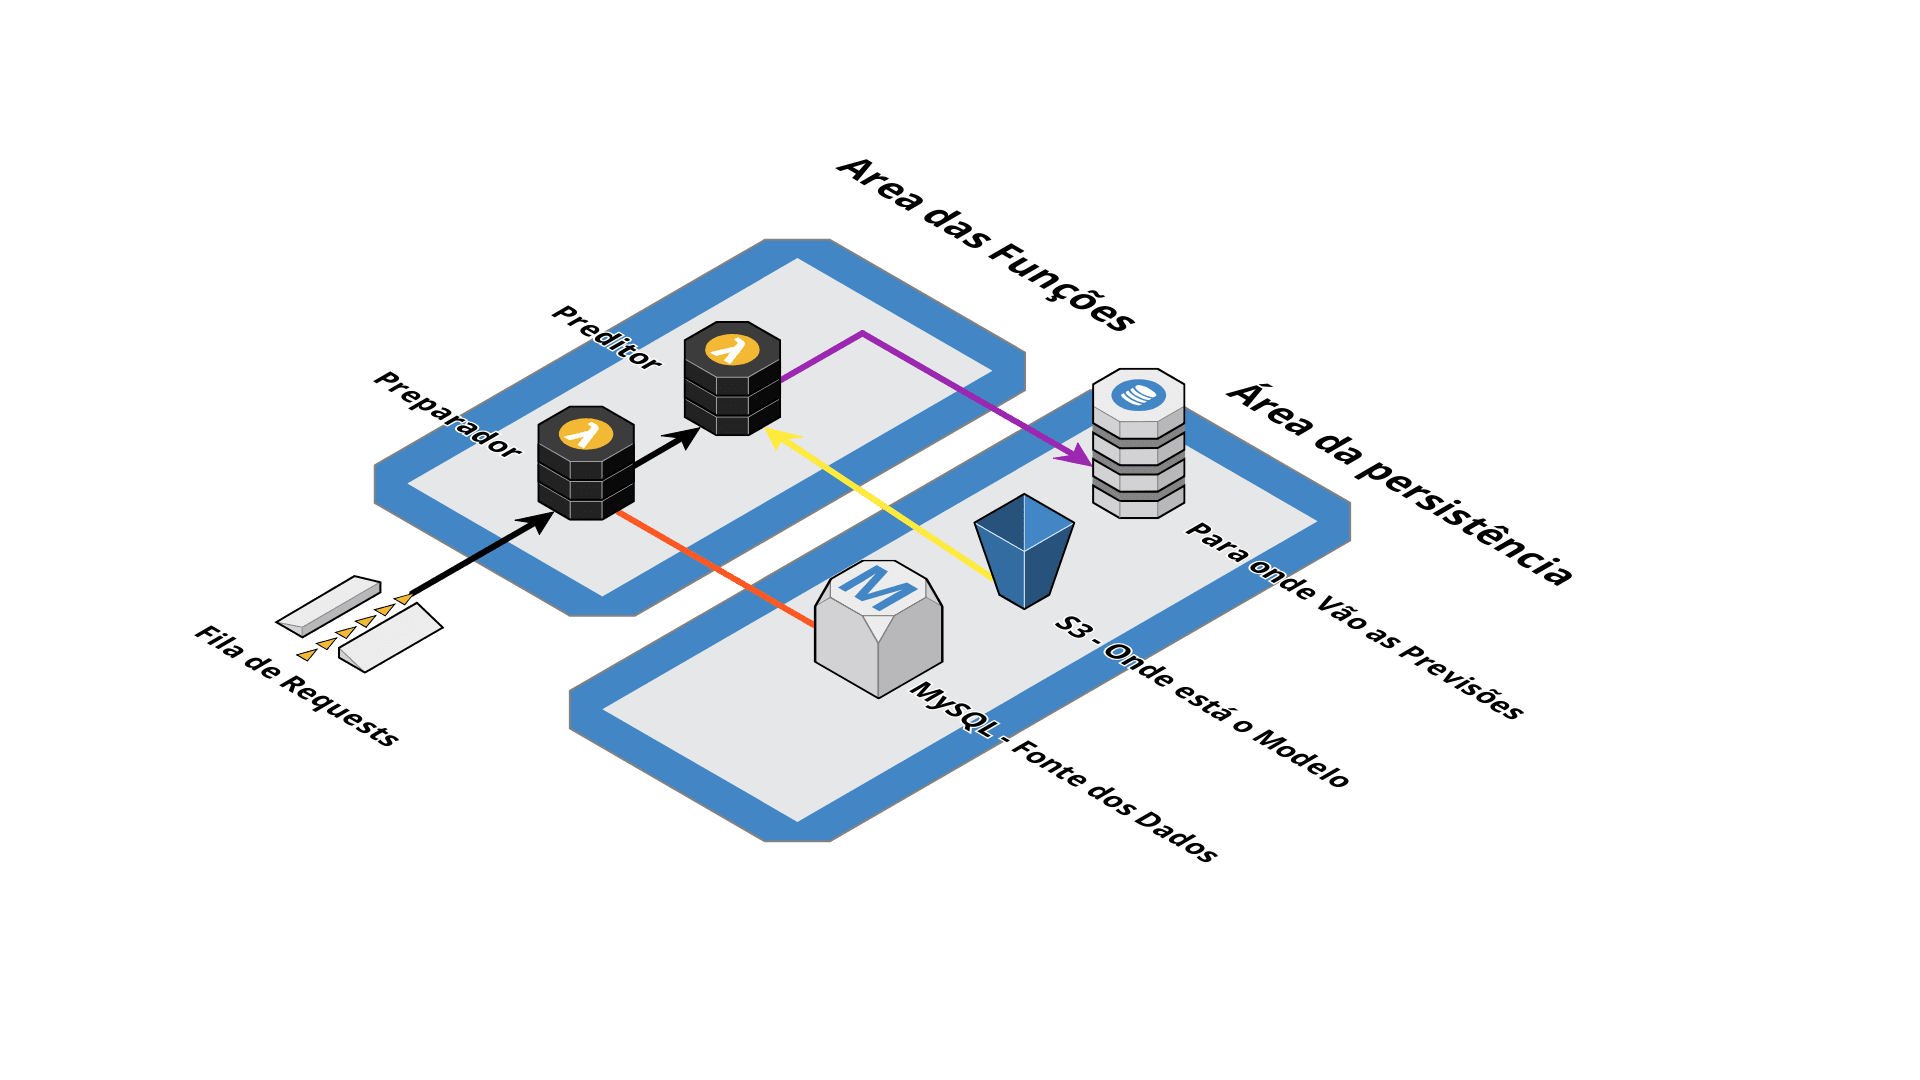 Area das Funções
Preditor
Preparador
Área da persistência
Para onde Vão as Previsões
S3 - Onde está o Modelo
M
MySQL - Fonte dos Dados
Fila de Requests